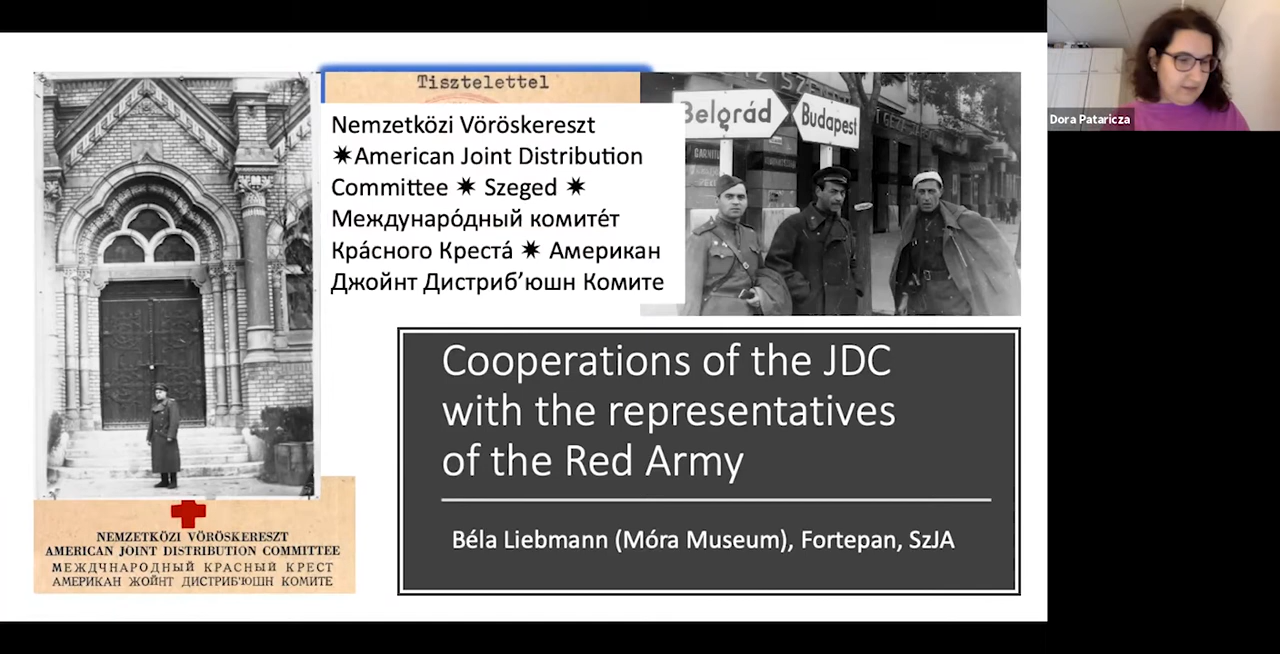 Tisztelettel
Nemzetközi Vöröskereszt
✷American Joint Distribution
Committee ✷ Szeged ✷
Междунаро́дный комите́т
Кра́сного Креста́ ✷ Американ
Джойнт Дистриб’юшн Комите
Belgrád
Budapest
NEMZETKÖZI VÖRÖSKERESZT
AMERICAN JOINT DISTRIBUTION COMMITTEE
МЕЖДЧНАРОДНЫЙ КРАСНЫЙ КРЕСТ
АМЕРИКАН ЖОЙНТ ДИСТРИБ'ЮШН КОМИТЕ
Cooperations of the JDC
with the representatives
of the Red Army
Béla Liebmann (Móra Museum), Fortepan, SzJA
Dora Pataricza